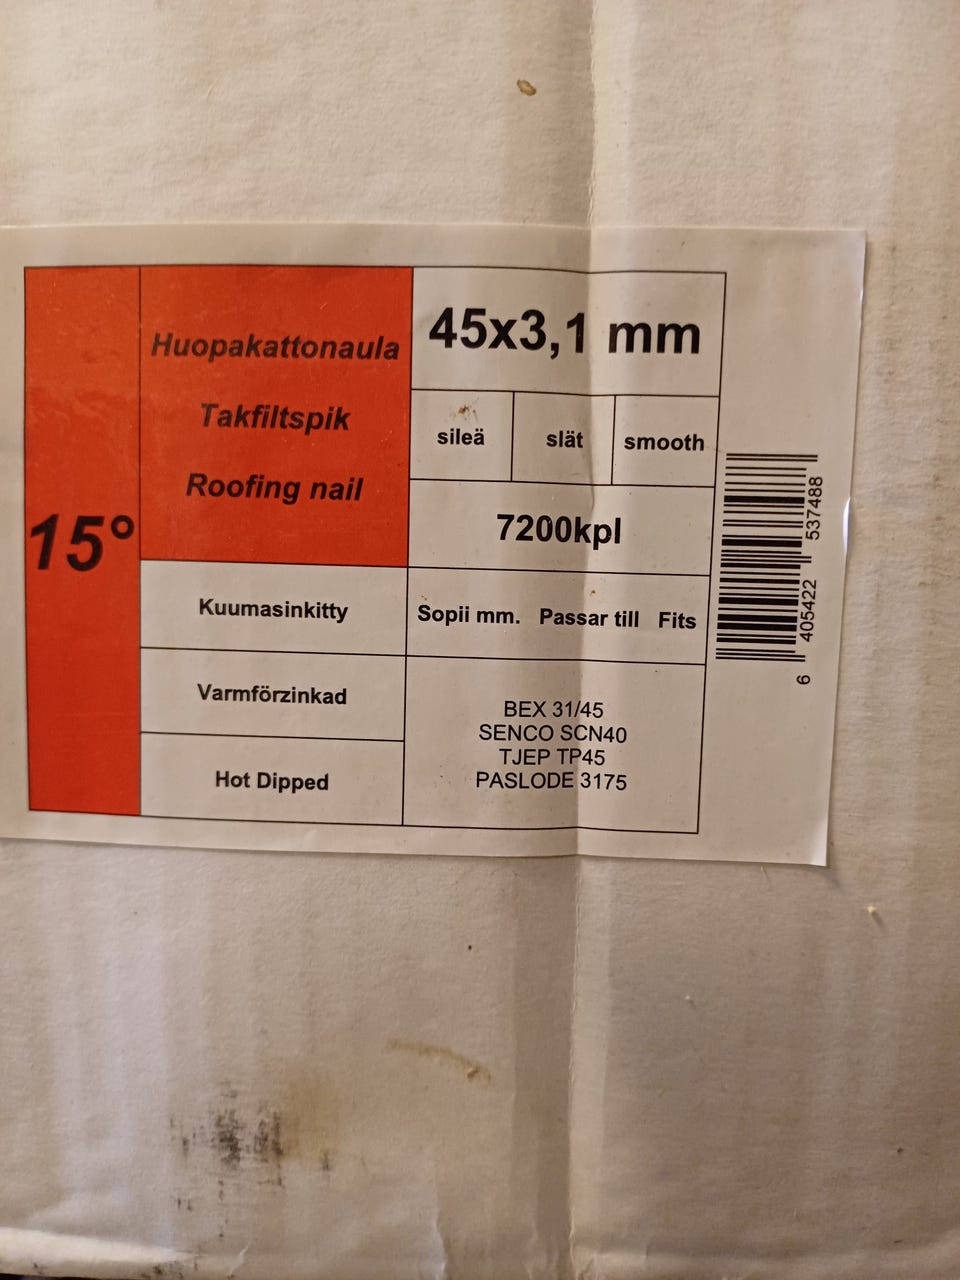 15°
Huopakattonaula
Takfiltspik
Roofing nail
45x3,1 mm
sileä slät smooth
7200kpl
Kuumasinkitty
Sopii mm. Passar till Fits
Varmförzinkad
Hot Dipped
BEX 31/45
SENCO SCN40
TJEP TP45
PASLODE 3175
6 405422 537488